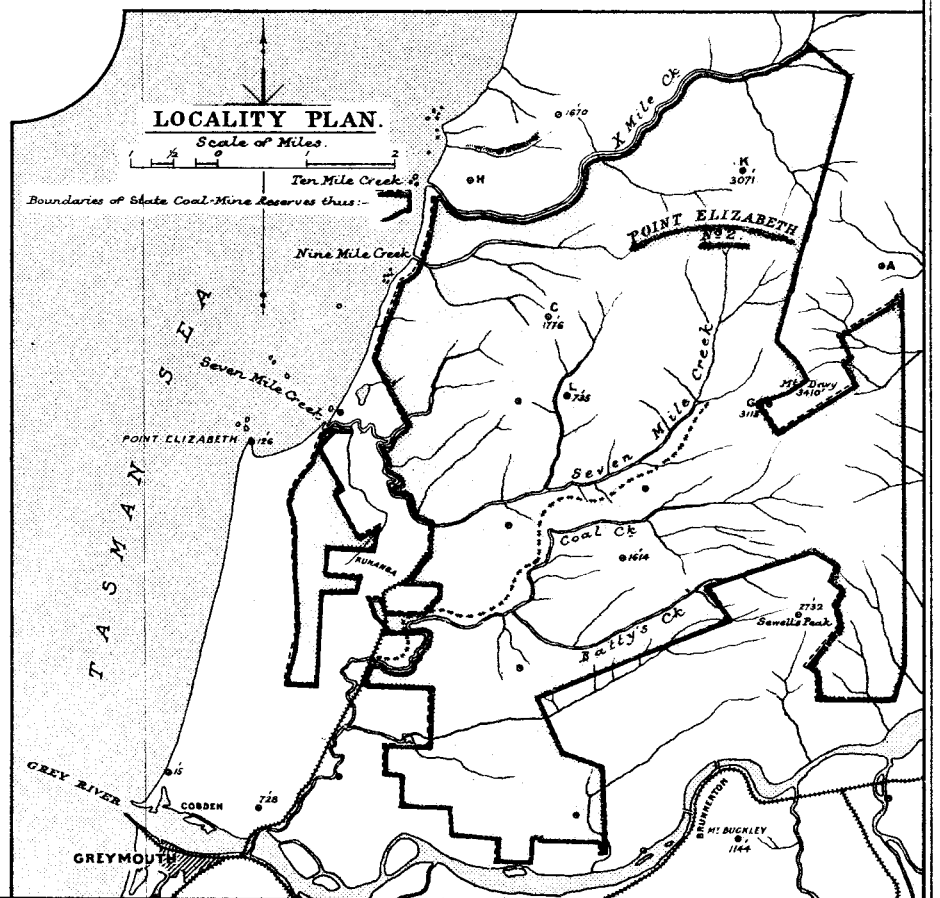 LOCALITY PLAN.
Scale of Miles.
1 ½ 0 1 2
Ten Mile Creek
Boundaries of State Coal-Mine Reserves thus:-
Nine Mile Creek
Seven Mile Creek
POINT ELIZABETH 126
TASMAN SEA
X Mile Ck
1670
H
K
3071
POINT ELIZABETH
Nº 2.
A
C
1776
L
735
Seven Mile Creek
Mt Davy
3410
G
3118
Coal Ck
1614
RUNANGA
Batty's Ck
2732
Sewell's Peak
B
GREY RIVER
15
COBDEN
728
GREYMOUTH
BRUNNERTON
Mt BUCKLEY
1144